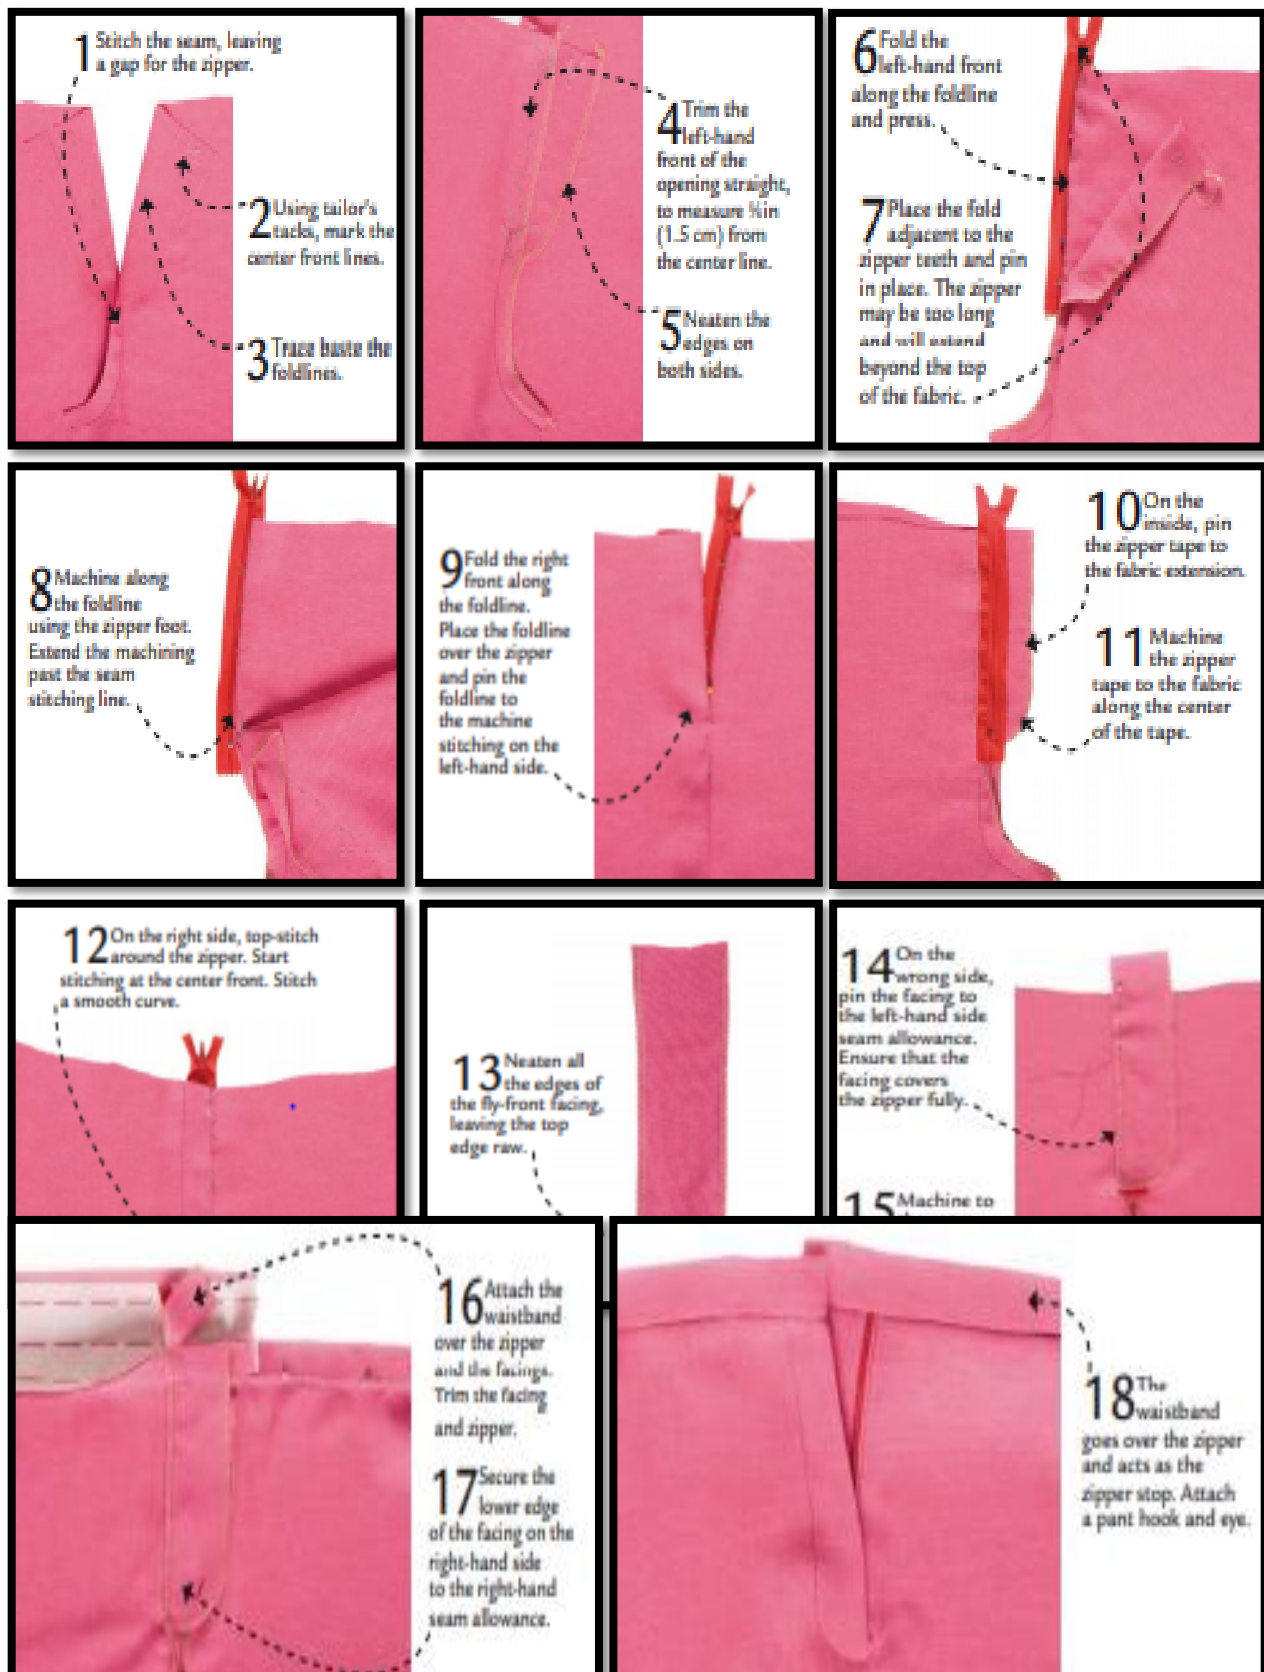 1 Stitch the seam, leaving
a gap for the zipper.
2 Using tailor's
tacks, mark the
center front lines.
3 Trace baste the
foldlines.
4 Trim the
left-hand
front of the
opening straight,
to measure ⅝in
(1.5 cm) from
the center line.
5 Neaten the
edges on
both sides.
6 Fold the
left-hand front
along the foldline
and press.
7 Place the fold
adjacent to the
zipper teeth and pin
in place. The zipper
may be too long
and will extend
beyond the top
of the fabric.
8 Machine along
the foldline
using the zipper foot.
Extend the machining
past the seam
stitching line.
9 Fold the right
front along
the foldline.
Place the foldline
over the zipper
and pin the
foldline to
the machine
stitching on the
left-hand side.
10 On the
inside, pin
the zipper tape to
the fabric extension.
11 Machine
the zipper
tape to the fabric
along the center
of the tape.
12 On the right side, top-stitch
around the zipper. Start
stitching at the center front. Stitch
a smooth curve.
13 Neaten all
the edges of
the fly-front facing,
leaving the top
edge raw.
14 On the
wrong side,
pin the facing to
the left-hand side
seam allowance.
Ensure that the
facing covers
the zipper fully.
15 Machine to
16 Attach the
waistband
over the zipper
and the facings.
Trim the facing
and zipper.
17 Secure the
lower edge
of the facing on the
right-hand side
to the right-hand
seam allowance.
18 The
waistband
goes over the zipper
and acts as the
zipper stop. Attach
a pant hook and eye.